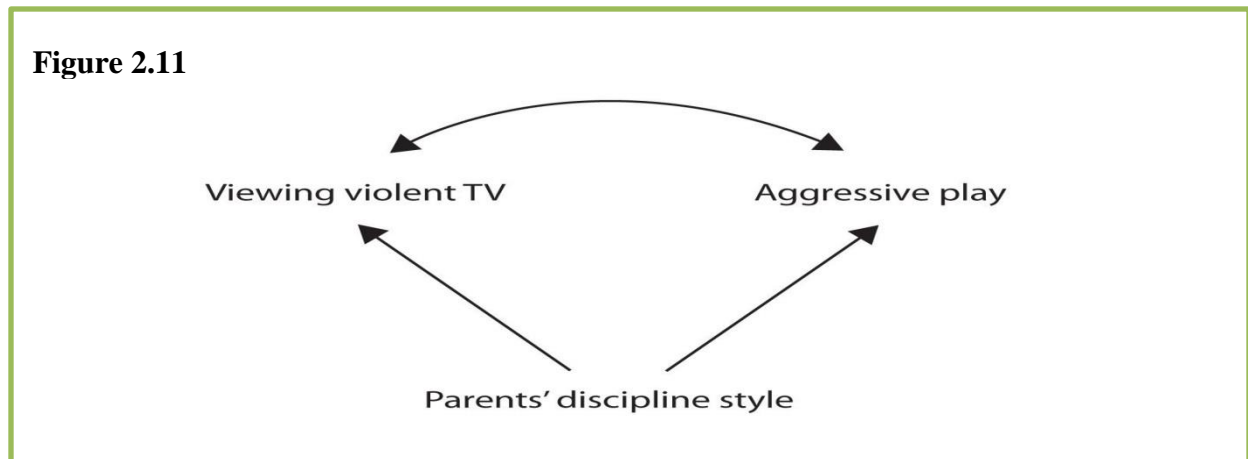 Figure 2.11
Viewing violent TV
Aggressive play
Parents’ discipline style